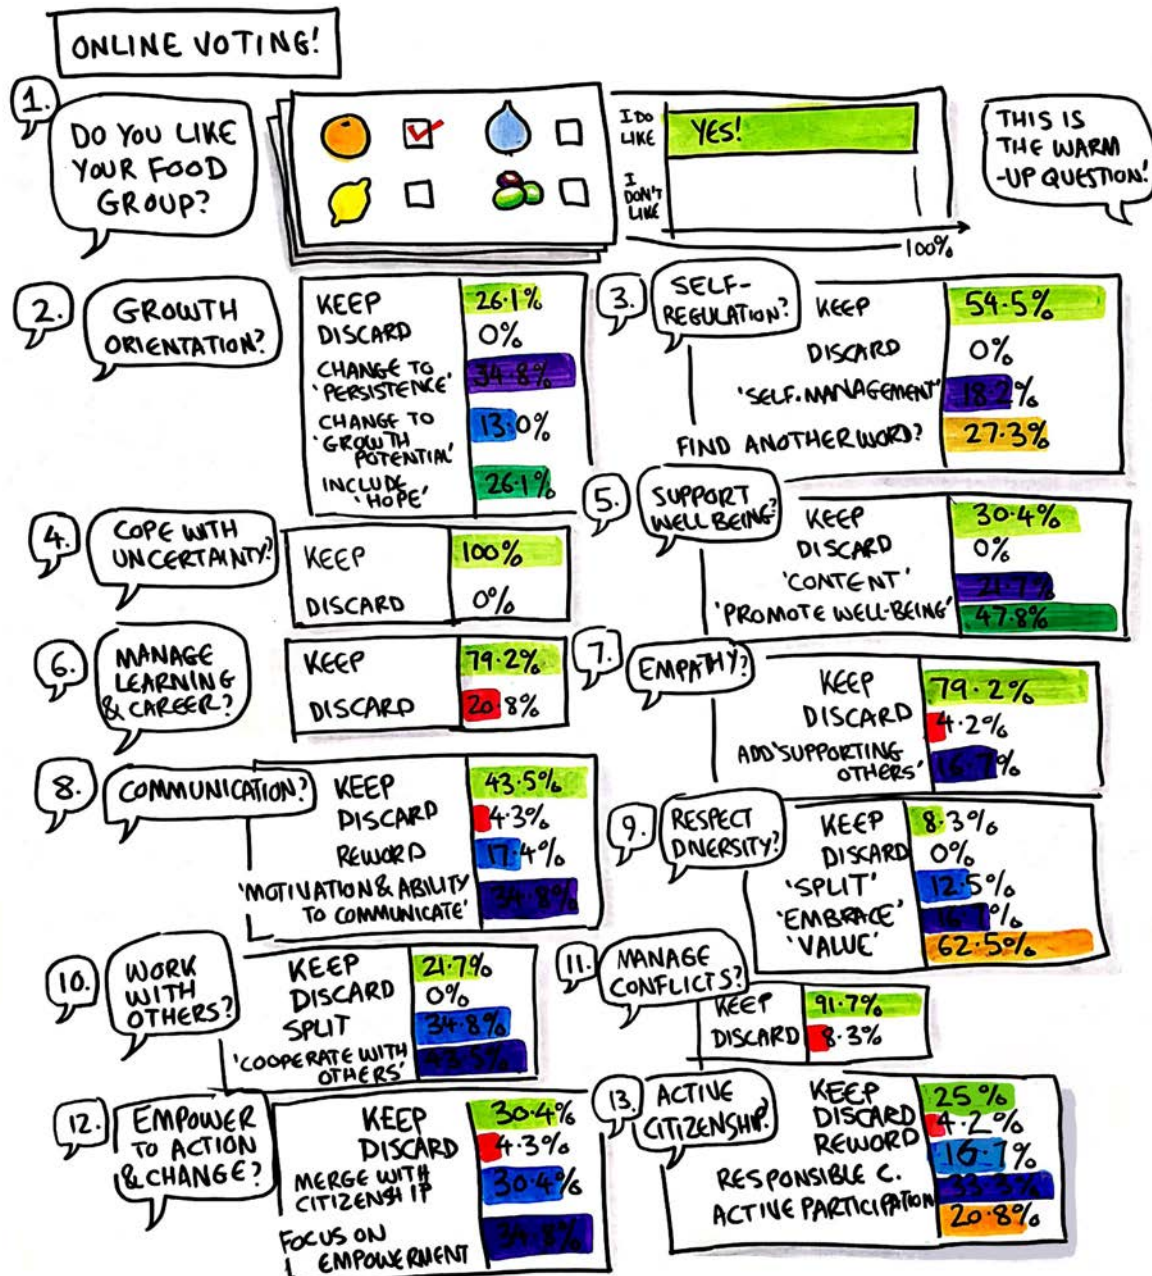 ONLINE VOTING!
1.
DO YOU LIKE
YOUR FOOD
GROUP?
I DO
LIKE
YES!
I
DON'T
LIKE
100%
THIS IS
THE WARM
-UP QUESTION!
2.
GROWTH
ORIENTATION?
KEEP 26.1%
DISCARD 0%
CHANGE TO
'PERSISTENCE' 34.8%
CHANGE TO
'GROWTH
POTENTIAL' 13.0%
INCLUDE
'HOPE' 26.1%
3.
SELF-
REGULATION?
KEEP 54.5%
DISCARD 0%
'SELF-MANAGEMENT' 18.2%
FIND ANOTHER WORD? 27.3%
4.
COPE WITH
UNCERTAINTY?
KEEP 100%
DISCARD 0%
5.
SUPPORT
WELL BEING?
KEEP 30.4%
DISCARD 0%
'CONTENT' 21.7%
'PROMOTE WELL-BEING' 47.8%
6.
MANAGE
LEARNING
& CAREER?
KEEP 79.2%
DISCARD 20.8%
7.
EMPATHY?
KEEP 79.2%
DISCARD 4.2%
ADD 'SUPPORTING
OTHERS' 16.7%
8.
COMMUNICATION?
KEEP 43.5%
DISCARD 4.3%
REWORD 17.4%
'MOTIVATION & ABILITY
TO COMMUNICATE' 34.8%
9.
RESPECT
DIVERSITY?
KEEP 8.3%
DISCARD 0%
'SPLIT' 12.5%
'EMBRACE' 16.7%
'VALUE' 62.5%
10.
WORK
WITH
OTHERS?
KEEP 21.7%
DISCARD 0%
SPLIT 34.8%
'COOPERATE WITH
OTHERS' 43.5%
11.
MANAGE
CONFLICTS?
KEEP 91.7%
DISCARD 8.3%
12.
EMPOWER
TO ACTION
& CHANGE?
KEEP 30.4%
DISCARD 4.3%
MERGE WITH
CITIZENSHIP 30.4%
FOCUS ON
EMPOWERMENT 34.8%
13.
ACTIVE
CITIZENSHIP?
KEEP 25%
DISCARD 4.2%
REWORD 16.7%
RESPONSIBLE C. 33.3%
ACTIVE PARTICIPATION 20.8%